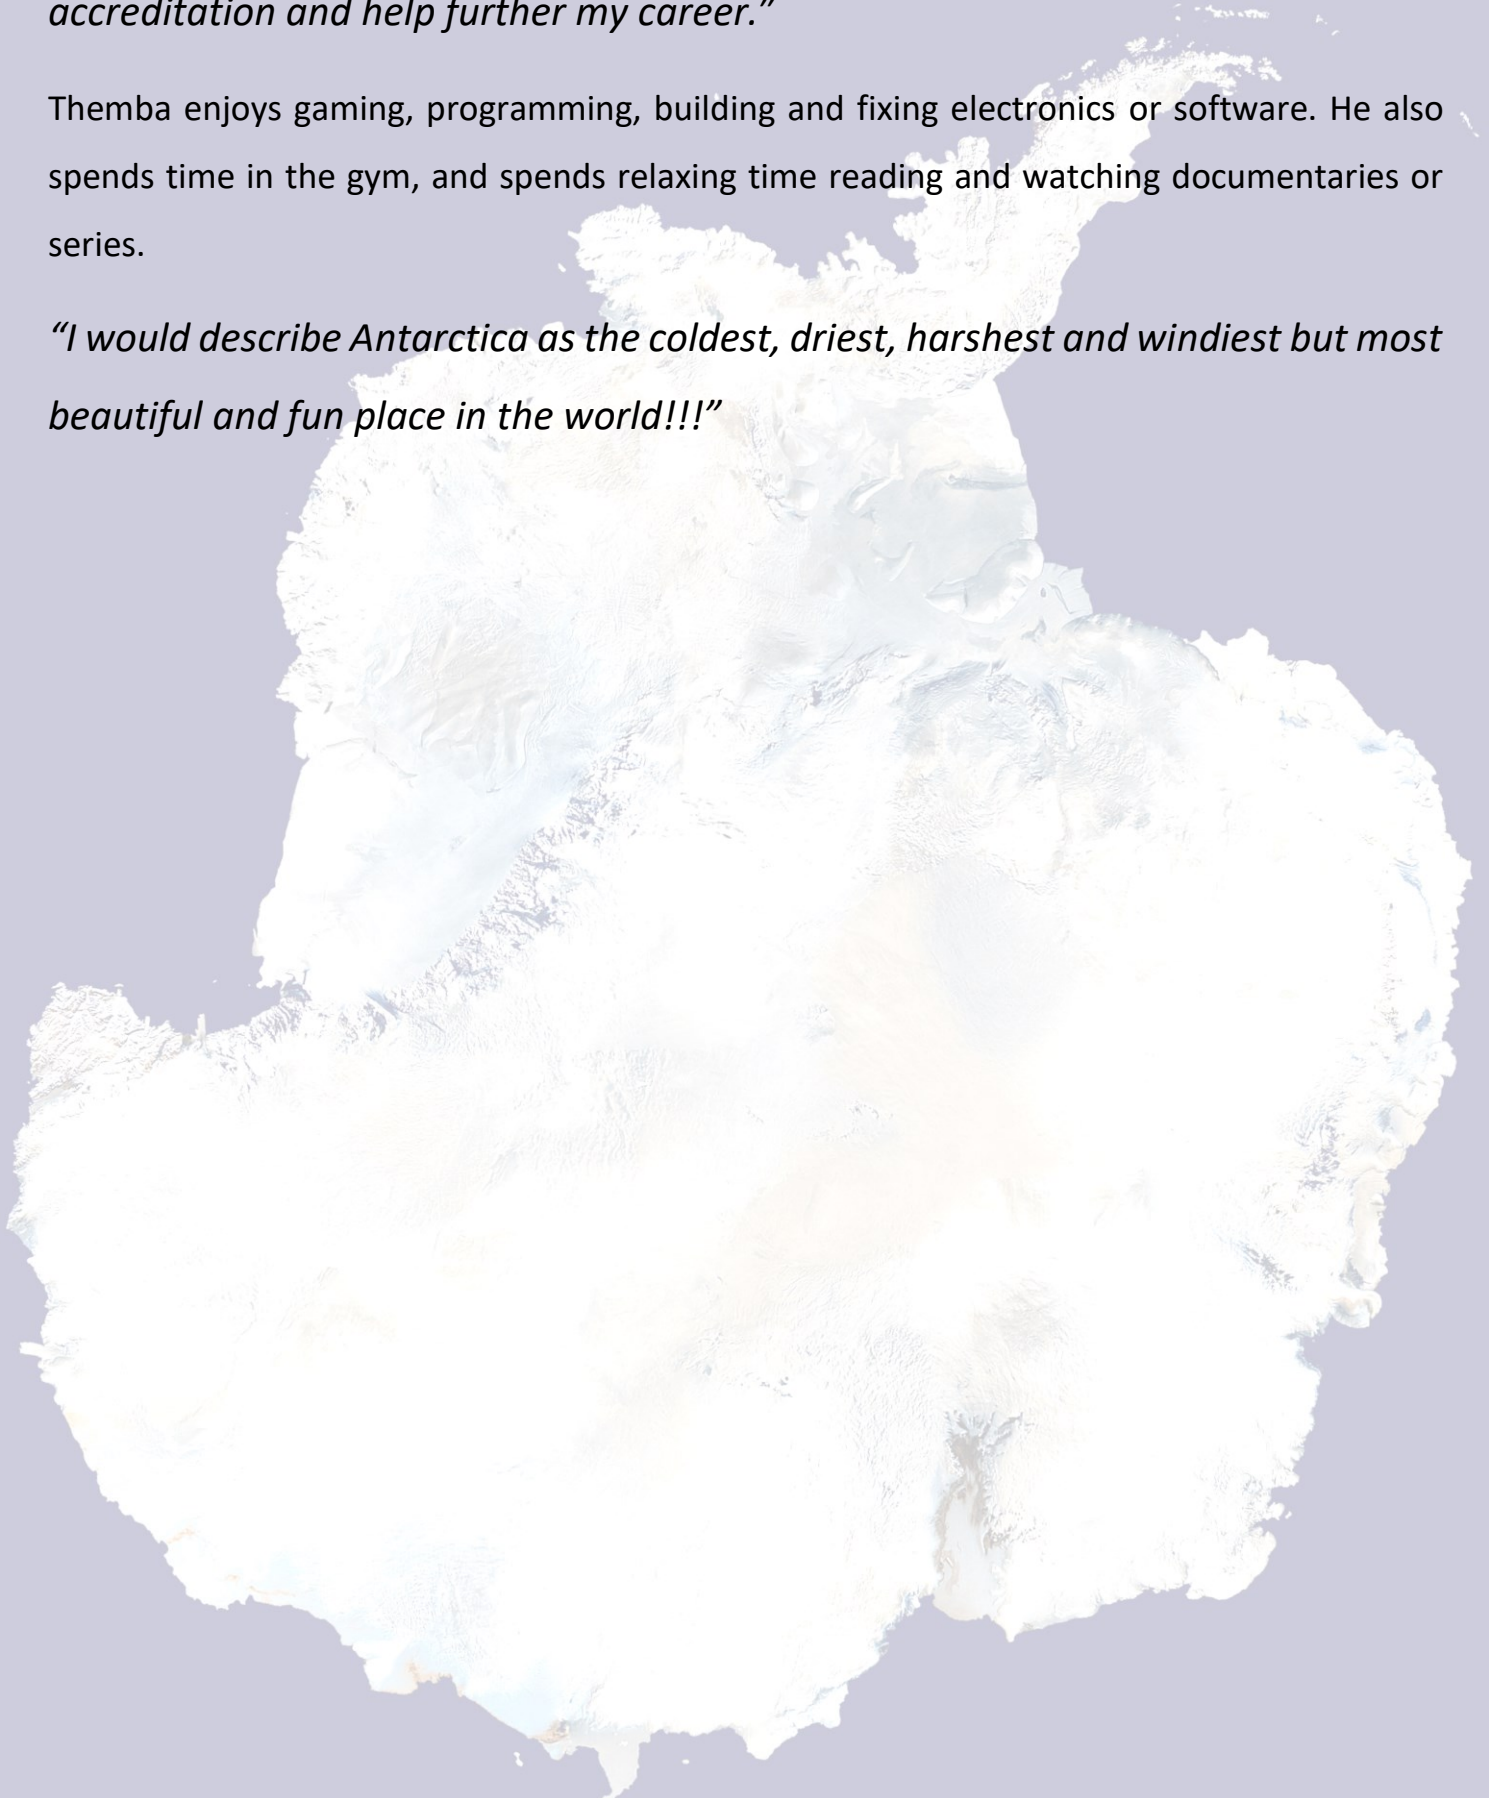 accreditation and help further my career.”
Themba enjoys gaming, programming, building and fixing electronics or software. He also
spends time in the gym, and spends relaxing time reading and watching documentaries or
series.
“I would describe Antarctica as the coldest, driest, harshest and windiest but most
beautiful and fun place in the world!!!”